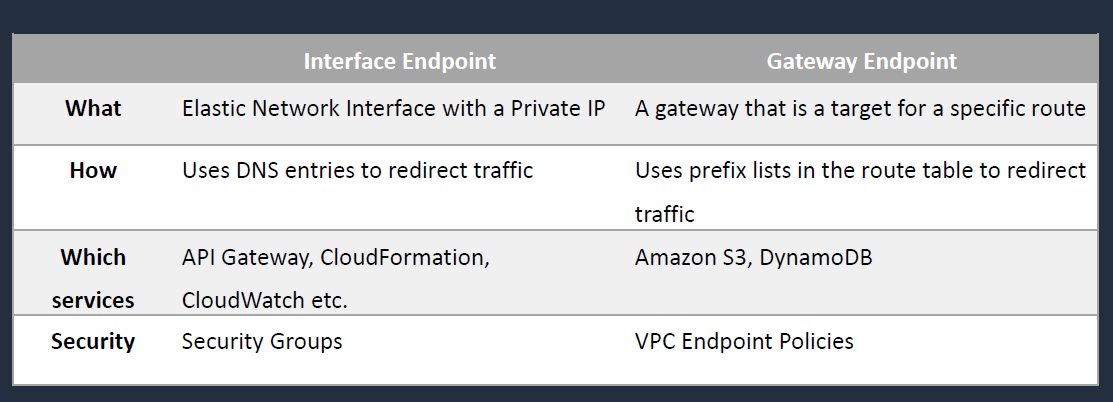 Interface Endpoint Gateway Endpoint
What Elastic Network Interface with a Private IP A gateway that is a target for a specific route
How Uses DNS entries to redirect traffic Uses prefix lists in the route table to redirect
traffic
Which API Gateway, CloudFormation, Amazon S3, DynamoDB
services CloudWatch etc.
Security Security Groups VPC Endpoint Policies